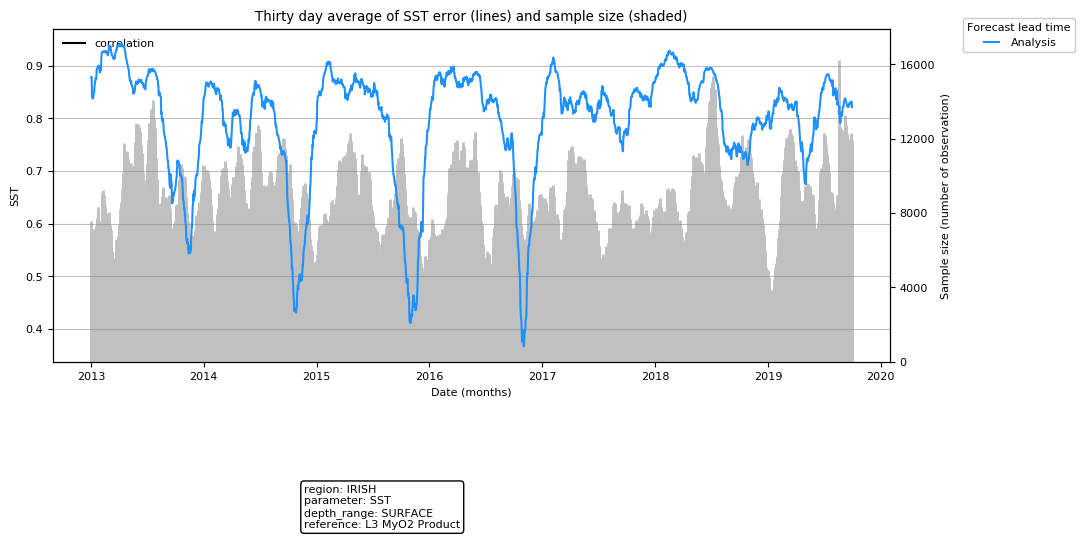 Thirty day average of SST error (lines) and sample size (shaded)
Forecast lead time
Analysis
correlation
0.9
0.8
0.7
0.6
0.5
0.4
SST
16000
12000
8000
4000
0
Sample size (number of observation)
2013 2014 2015 2016 2017 2018 2019 2020
Date (months)
region: IRISH
parameter: SST
depth_range: SURFACE
reference: L3 MyO2 Product